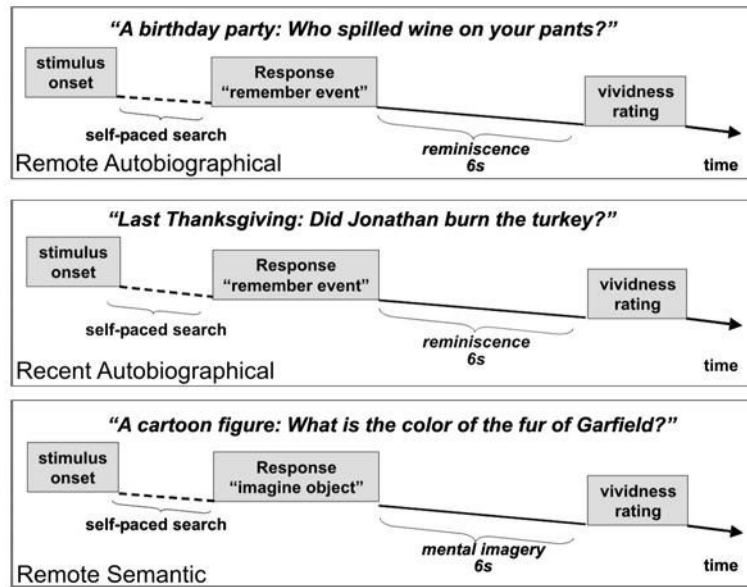 “A birthday party: Who spilled wine on your pants?”
stimulus
onset
Response
“remember event”
vividness
rating
self-paced search
reminiscence
6s
time
Remote Autobiographical
“Last Thanksgiving: Did Jonathan burn the turkey?”
stimulus
onset
Response
“remember event”
vividness
rating
self-paced search
reminiscence
6s
time
Recent Autobiographical
“A cartoon figure: What is the color of the fur of Garfield?”
stimulus
onset
Response
“imagine object”
vividness
rating
self-paced search
mental imagery
6s
time
Remote Semantic